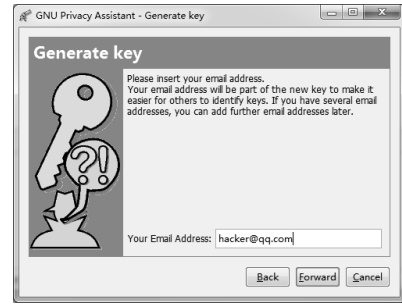 GNU Privacy Assistant - Generate key
Generate key
Please insert your email address.
Your email address will be part of the new key to make it
easier for others to identify keys. If you have several email
addresses, you can add further email addresses later.
?!
Your Email Address: hacker@qq.com
Back Forward Cancel